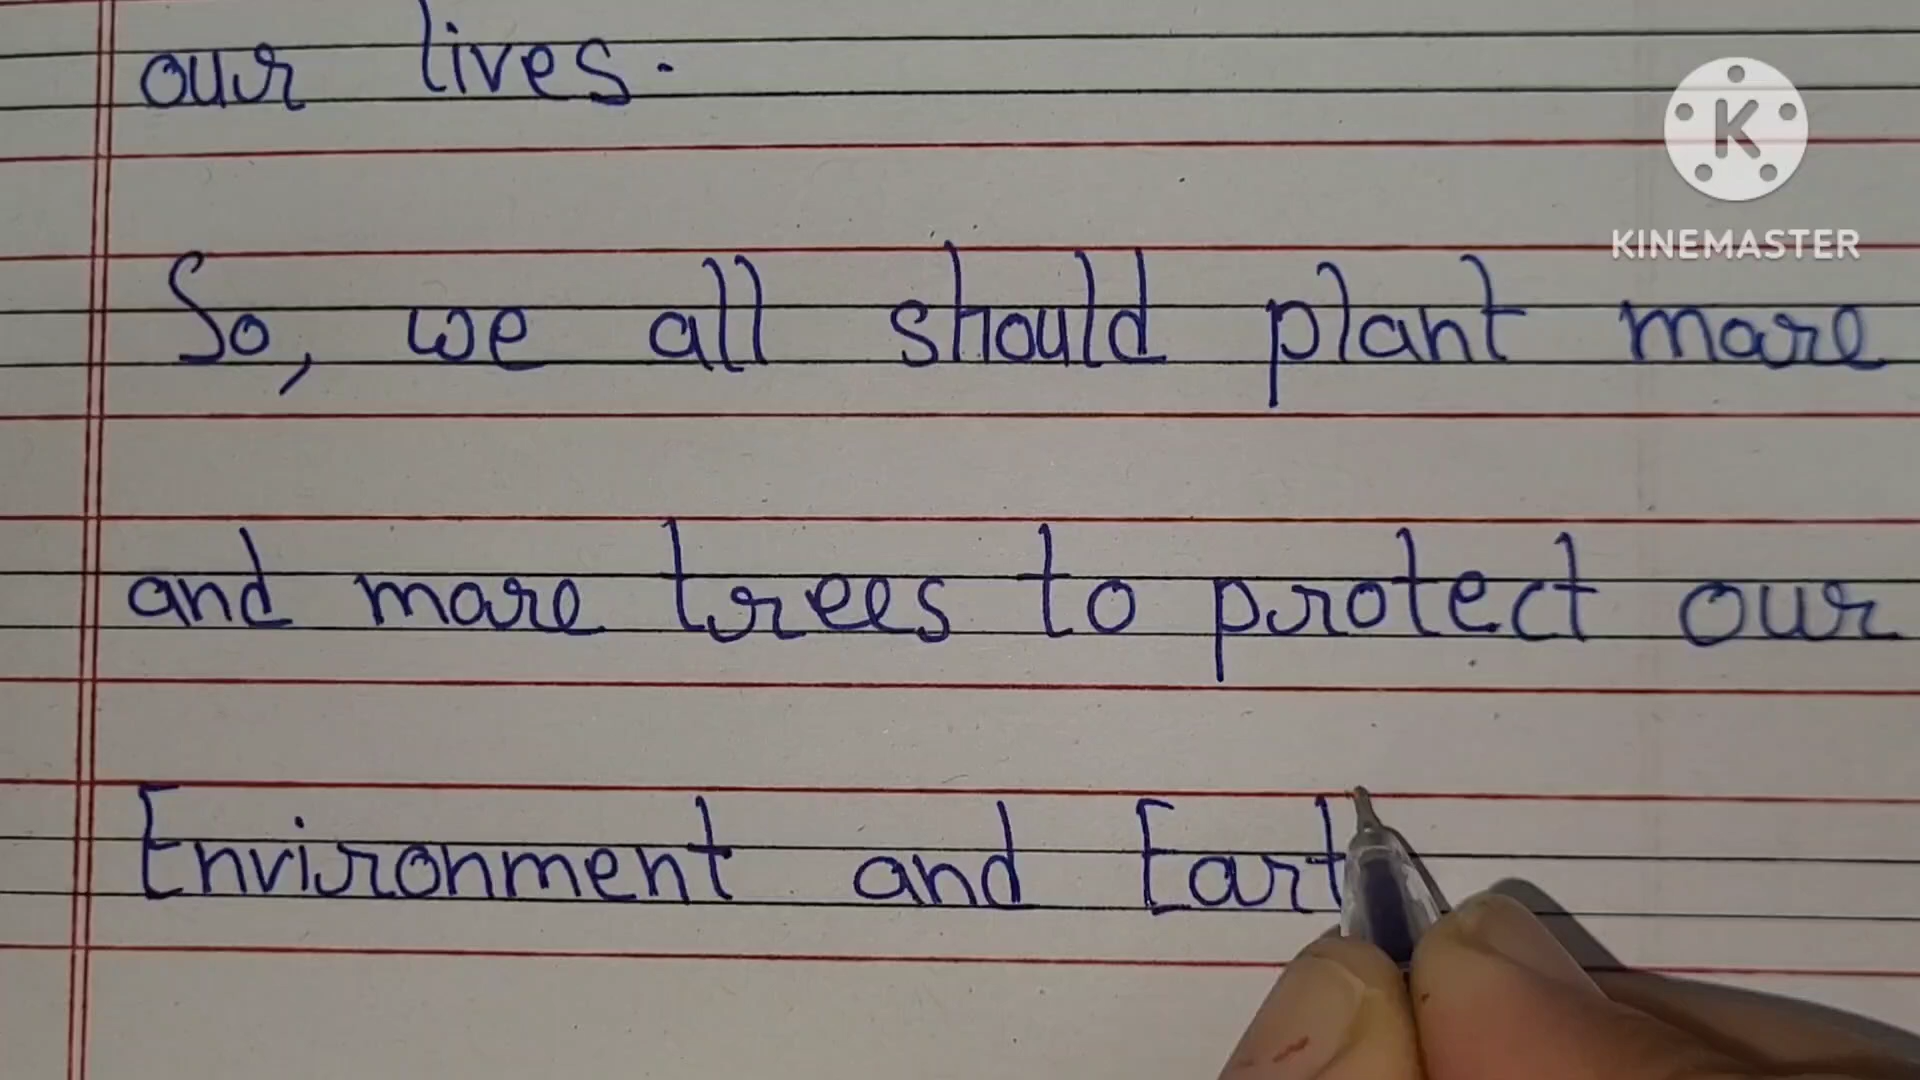 our lives.
K
KINEMASTER
So, we all should plant more
and more trees to protect our
Environment and Eart